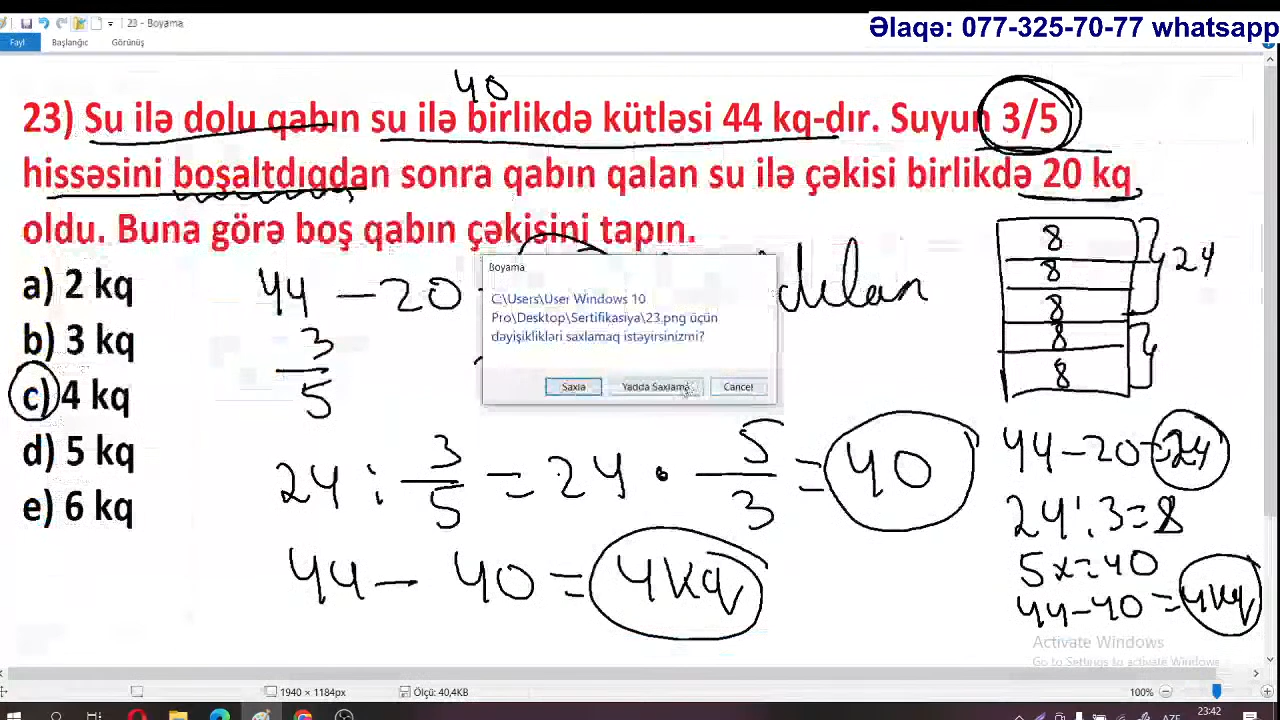 23 - Boyama
Əlaqə: 077-325-70-77 whatsapp
Fayl Başlanğıc Görünüş
40
23) Su ilə dolu qabın su ilə birlikdə kütləsi 44 kq-dır. Suyun 3/5
hissəsini boşaltdıqdan sonra qabın qalan su ilə çəkisi birlikdə 20 kq
oldu. Buna görə boş qabın çəkisini tapın.
a) 2 kq
b) 3 kq
c) 4 kq
d) 5 kq
e) 6 kq
44 - 20
3
5
24 : 3/5 = 24 · 5/3 = 40
44 - 40 = 4kq
Boyama
C:\Users\User Windows 10
Pro\Desktop\Sertifikasiya\23.png üçün
dəyişiklikləri saxlamaq istəyirsinizmi?
Saxla Yadda Saxlama Cancel
8
8
8
8
8
24
44-20=24
24:3=8
5x=40
44-40=4kq
Activate Windows
Go to Settings to activate Windows.
1940 × 1184px Ölçü: 40,4KB 100%
AZE 23:42